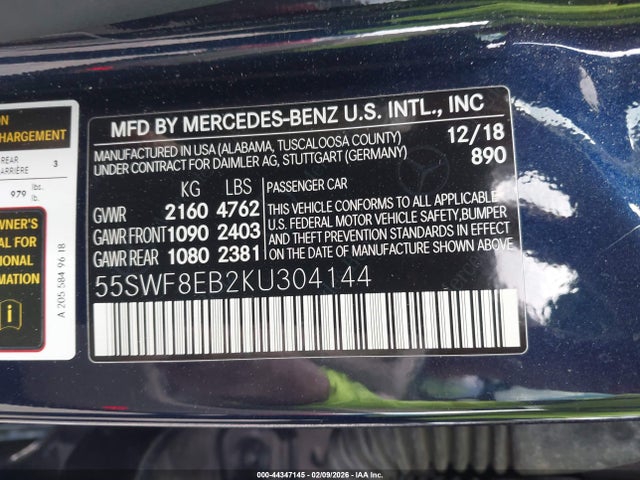 ON
CHARGEMENT
REAR
ARRIÈRE 3
979 lbs.
lb.
OWNER'S
AL FOR
ONAL
MATION
A 205 584 96 18
MFD BY MERCEDES-BENZ U.S. INTL., INC
MANUFACTURED IN USA (ALABAMA, TUSCALOOSA COUNTY) 12/18
UNDER CONTRACT FOR DAIMLER AG, STUTTGART (GERMANY) 890
KG LBS PASSENGER CAR
GVWR 2160 4762
GAWR FRONT 1090 2403
GAWR REAR 1080 2381
THIS VEHICLE CONFORMS TO ALL APPLICABLE
U.S. FEDERAL MOTOR VEHICLE SAFETY,BUMPER
AND THEFT PREVENTION STANDARDS IN EFFECT
ON THE DATE OF MANUFACTURE SHOWN ABOVE.
55SWF8EB2KU304144
000-44347145 - 02/09/2026 - IAA Inc.